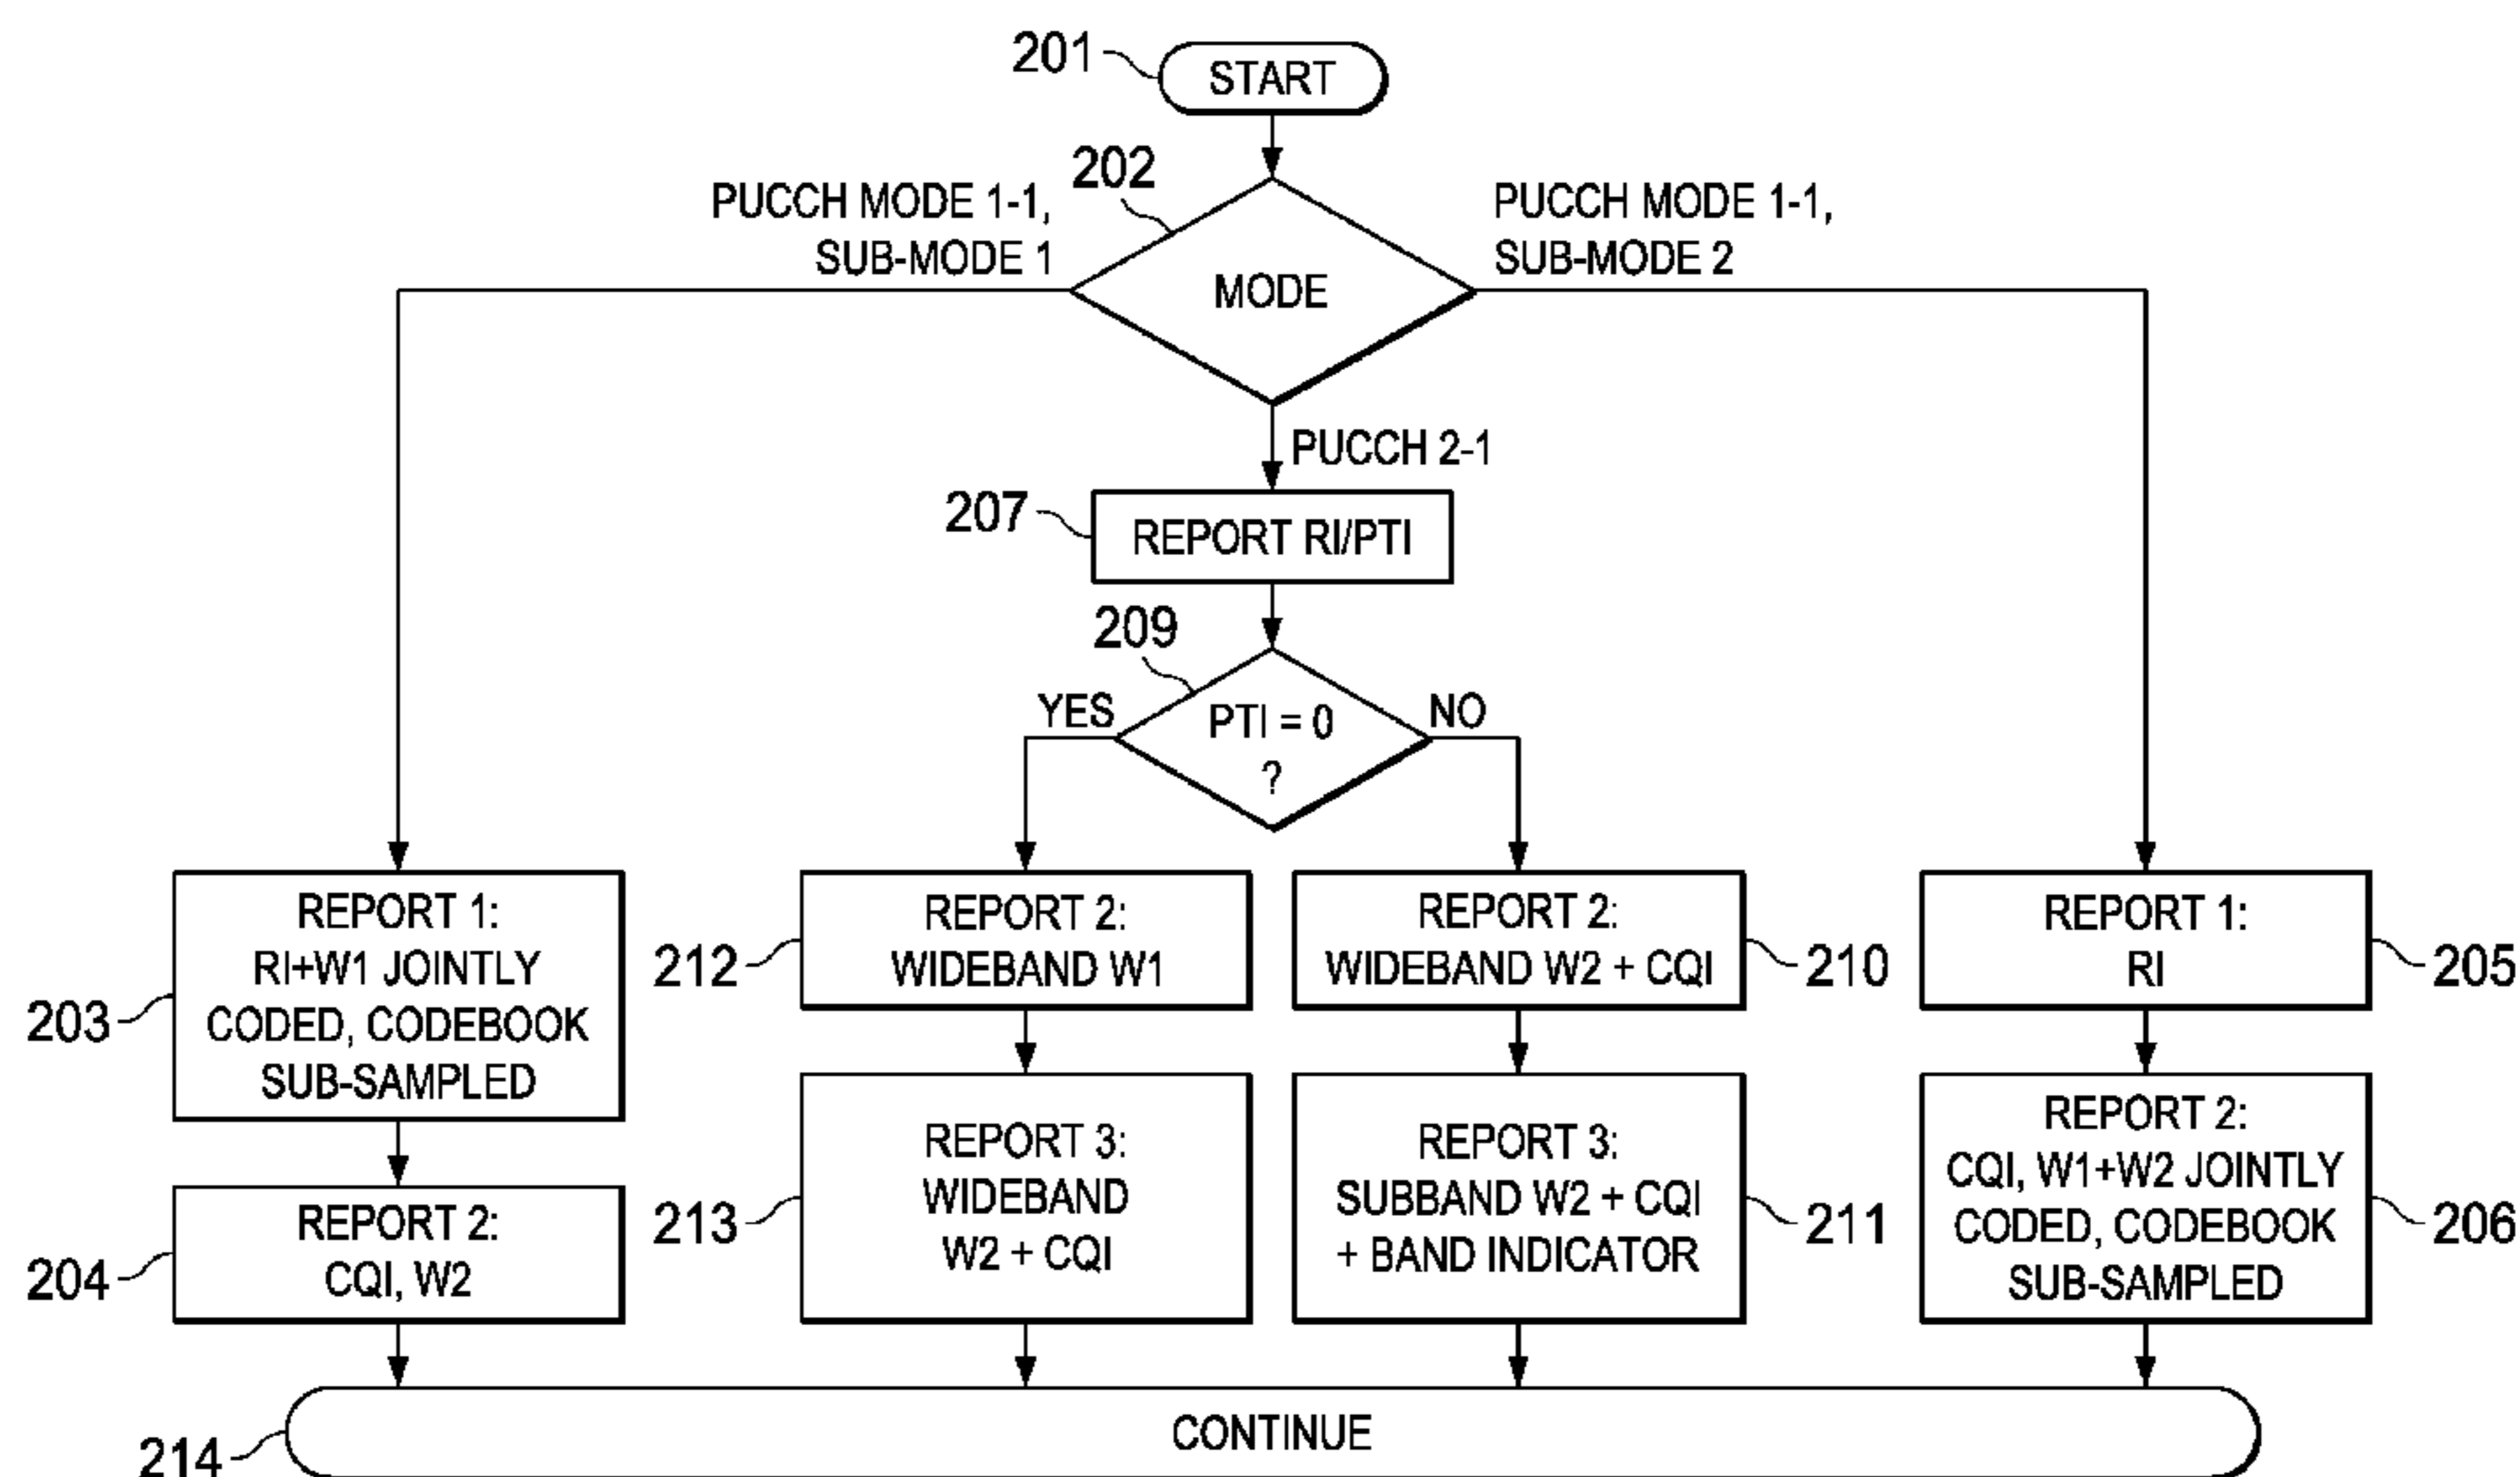 201
START
202
PUCCH MODE 1-1,
SUB-MODE 1
PUCCH MODE 1-1,
SUB-MODE 2
MODE
PUCCH 2-1
207
REPORT RI/PTI
209
YES
PTI = 0
?
NO
203
REPORT 1:
RI+W1 JOINTLY
CODED, CODEBOOK
SUB-SAMPLED
212
REPORT 2:
WIDEBAND W1
REPORT 2:
WIDEBAND W2 + CQI
210
REPORT 1:
RI
205
204
REPORT 2:
CQI, W2
213
REPORT 3:
WIDEBAND
W2 + CQI
REPORT 3:
SUBBAND W2 + CQI
+ BAND INDICATOR
211
REPORT 2:
CQI, W1+W2 JOINTLY
CODED, CODEBOOK
SUB-SAMPLED
206
214
CONTINUE